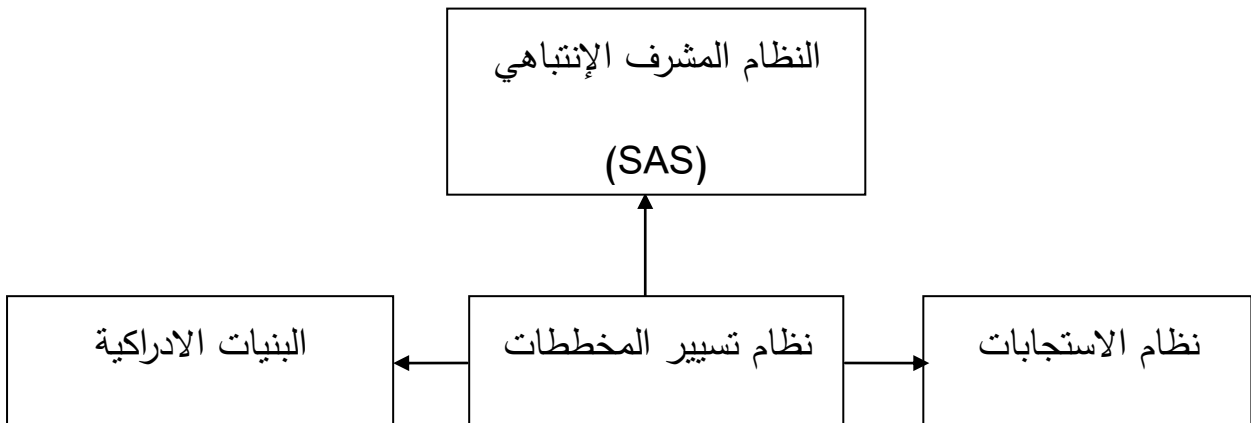 النظام المشرف الإنتباهي
(SAS)
نظام الاستجابات
نظام تسيير المخططات
البنيات الادراكية